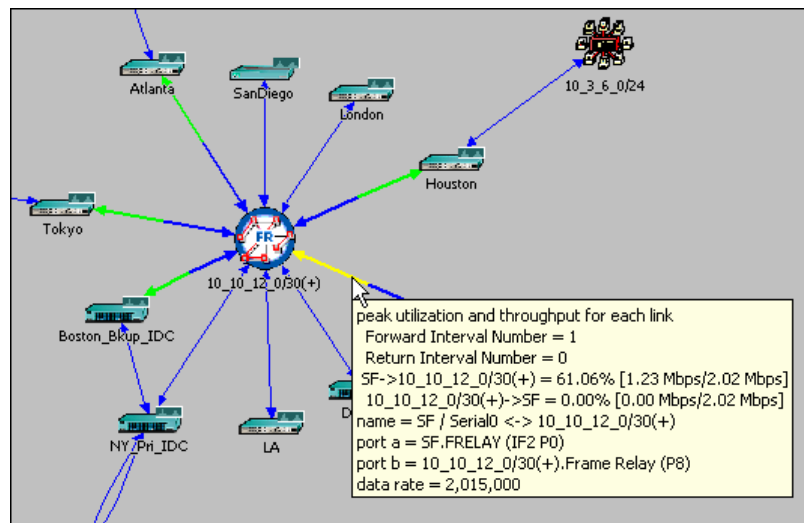 Atlanta
SanDiego
London
10_3_6_0/24
Houston
Tokyo
FR
10_10_12_0/30(+)
Boston_Bkup_IDC
NY_Pri_IDC
LA
D
peak utilization and throughput for each link
Forward Interval Number = 1
Return Interval Number = 0
SF->10_10_12_0/30(+) = 61.06% [1.23 Mbps/2.02 Mbps]
10_10_12_0/30(+)->SF = 0.00% [0.00 Mbps/2.02 Mbps]
name = SF / Serial0 <-> 10_10_12_0/30(+)
port a = SF.FRELAY (IF2 P0)
port b = 10_10_12_0/30(+).Frame Relay (P8)
data rate = 2,015,000